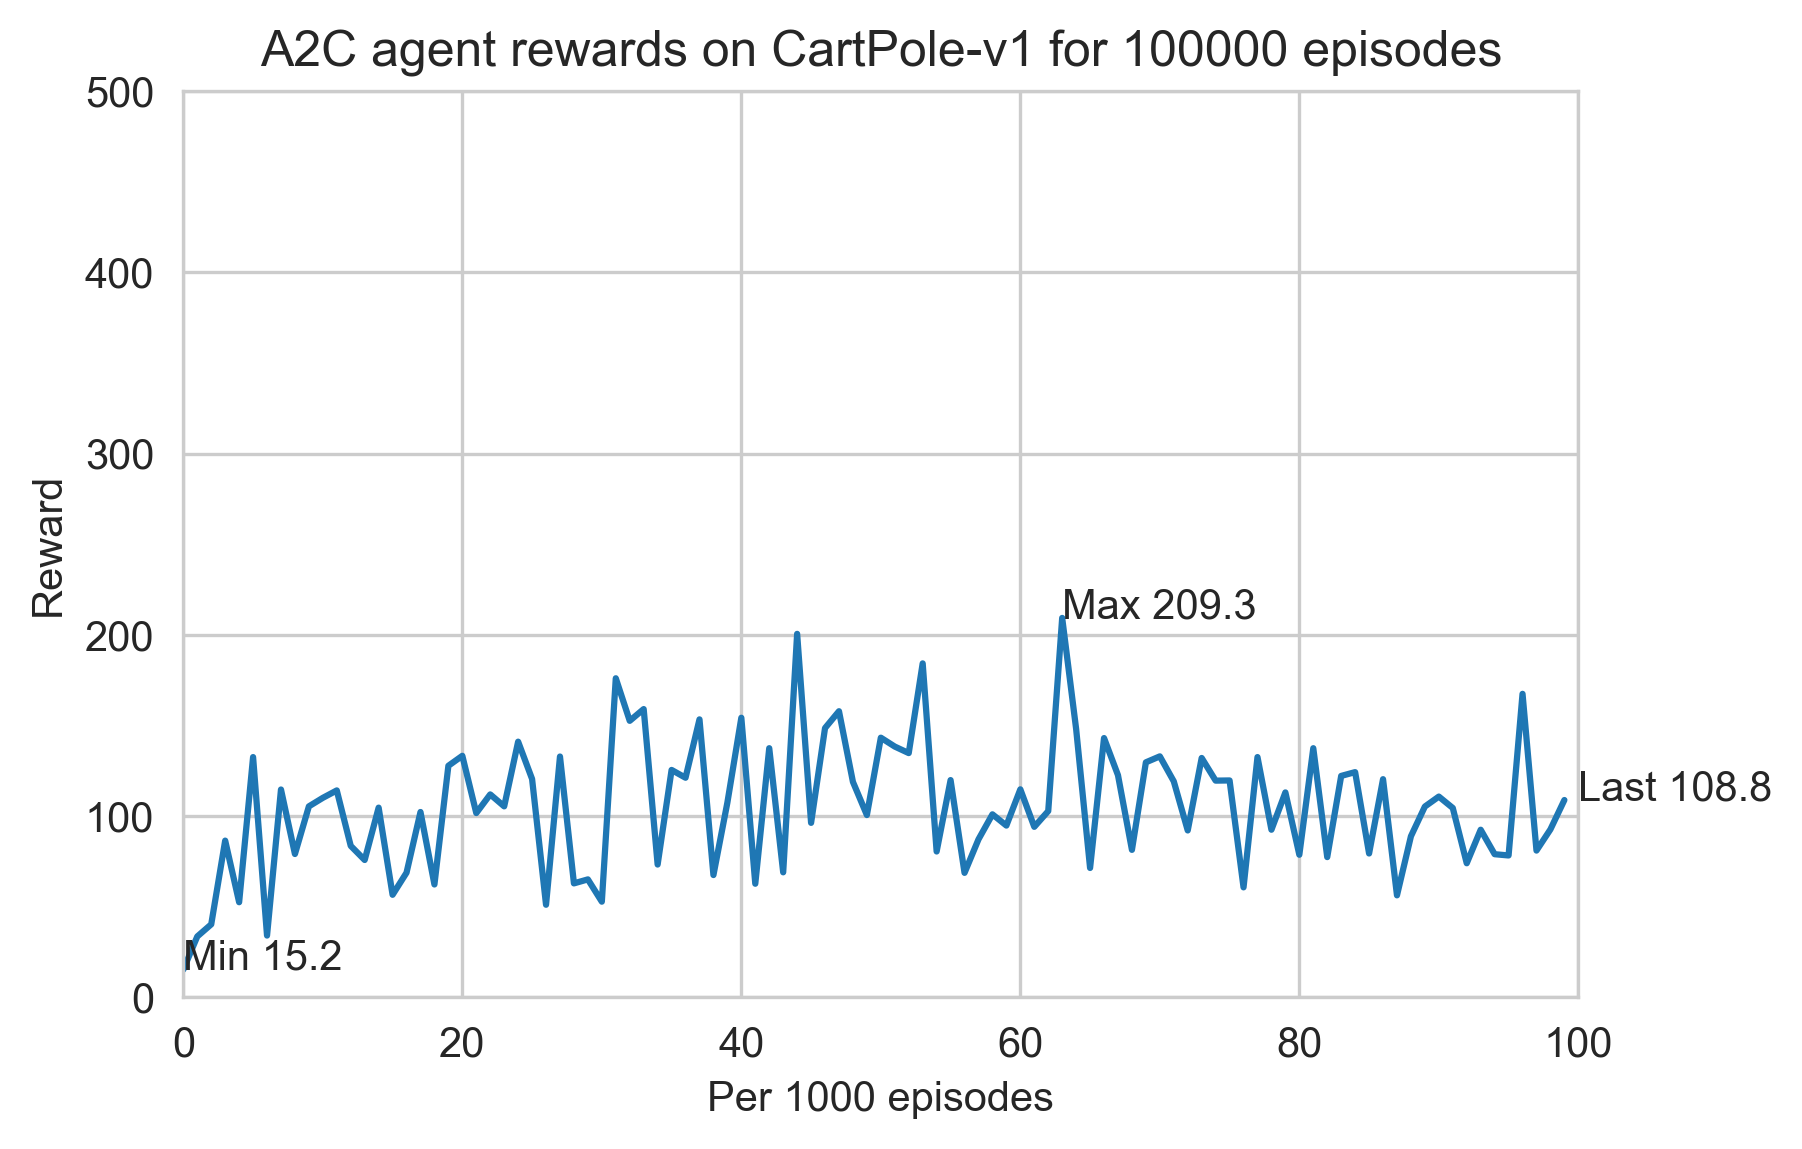 A2C agent rewards on CartPole-v1 for 100000 episodes
500
400
300
200
100
0
Reward
Max 209.3
Last 108.8
Min 15.2
0 20 40 60 80 100
Per 1000 episodes